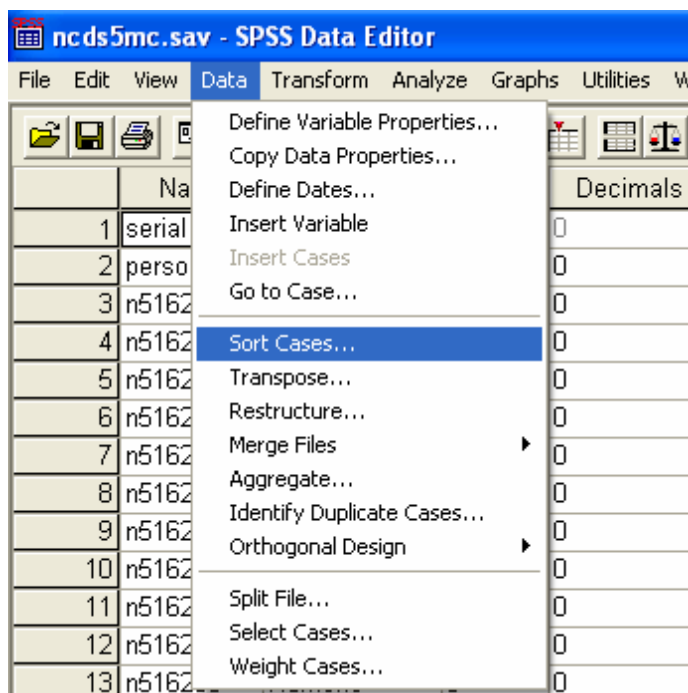 SPSS
ncds5mc.sav - SPSS Data Editor
File Edit View Data Transform Analyze Graphs Utilities
Define Variable Properties...
Copy Data Properties...
Define Dates...
Insert Variable
Insert Cases
Go to Case...
Sort Cases...
Transpose...
Restructure...
Merge Files
Aggregate...
Identify Duplicate Cases...
Orthogonal Design
Split File...
Select Cases...
Weight Cases...
Na Decimals
1 serial 0
2 perso 0
3 n5162 0
4 n5162 0
5 n5162 0
6 n5162 0
7 n5162 0
8 n5162 0
9 n5162 0
10 n5162 0
11 n5162 0
12 n5162 0
13 n5162 0